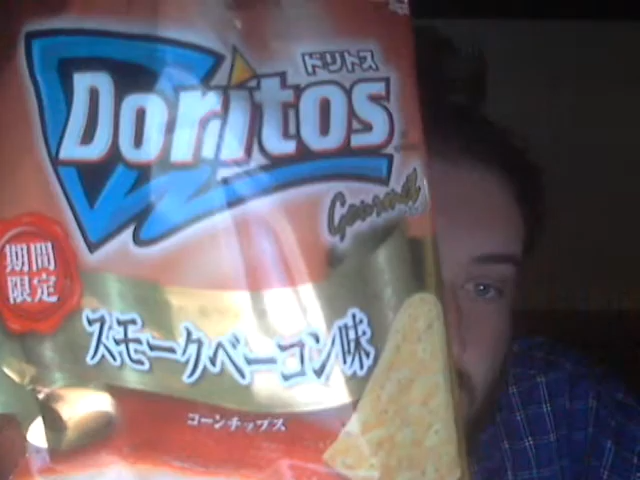 ドリトス
Doritos
Gourmet
期間
限定
スモークベーコン味
コーンチップス